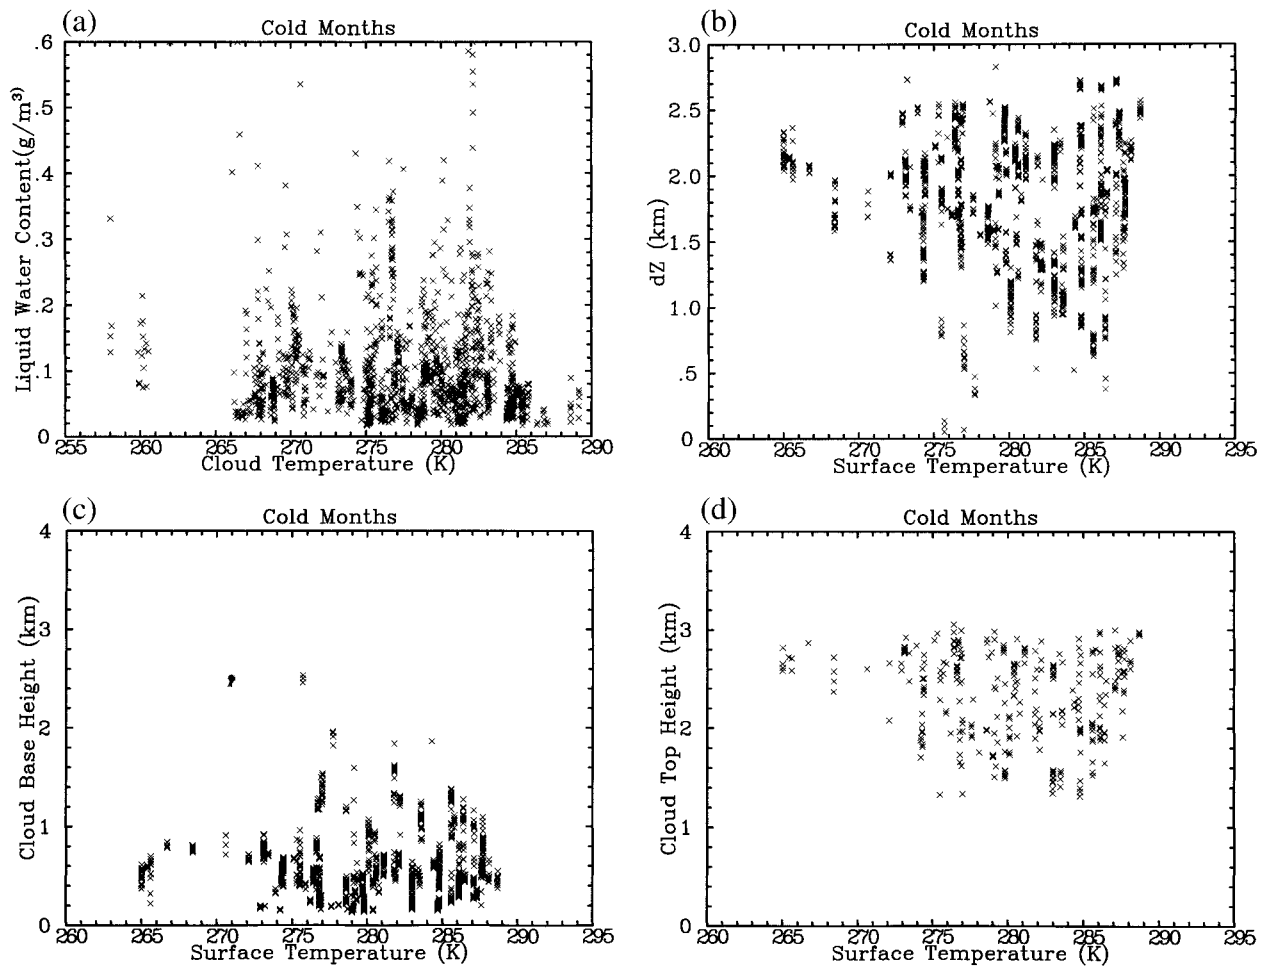 (a)
Cold Months
.6
.5
.4
.3
.2
.1
0
Liquid Water Content(g/m³)
255 260 265 270 275 280 285 290
Cloud Temperature (K)
(b)
Cold Months
3.0
2.5
2.0
1.5
1.0
.5
0
dZ (km)
260 265 270 275 280 285 290 295
Surface Temperature (K)
(c)
Cold Months
4
3
2
1
0
Cloud Base Height (km)
260 265 270 275 280 285 290 295
Surface Temperature (K)
(d)
Cold Months
4
3
2
1
0
Cloud Top Height (km)
260 265 270 275 280 285 290 295
Surface Temperature (K)